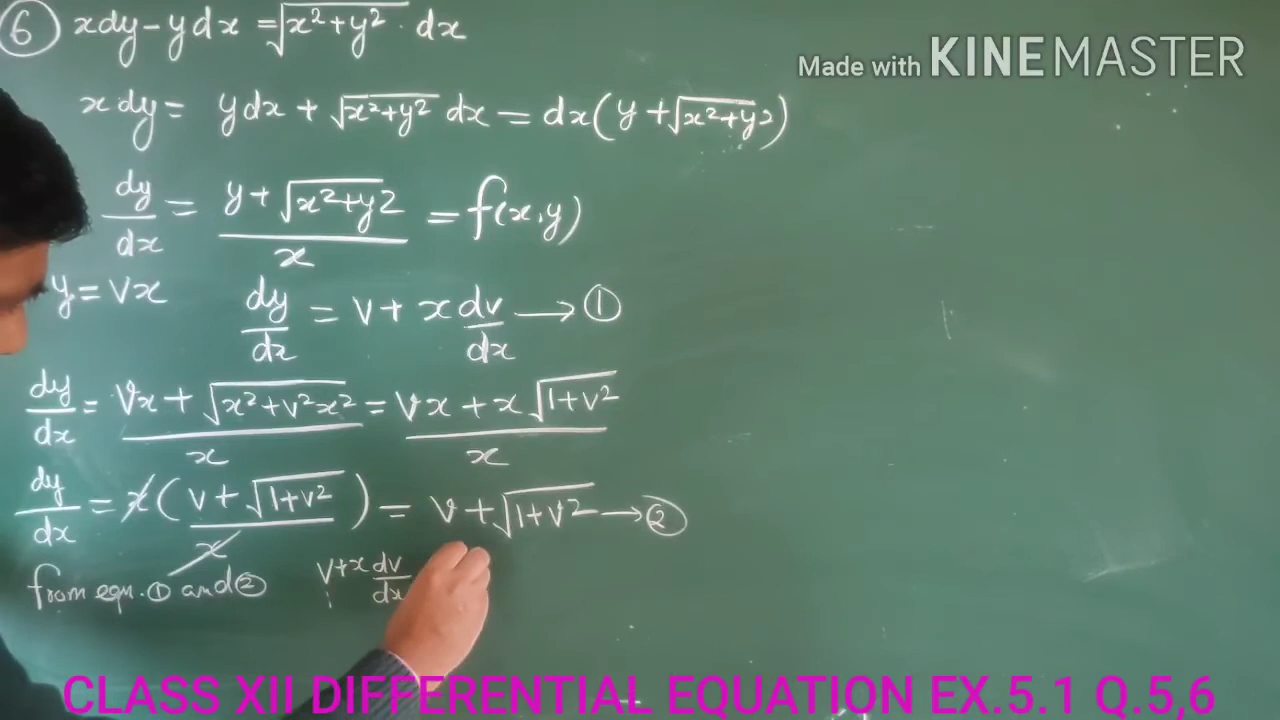 ⑥ xdy - ydx = √(x²+y²) dx
Made with KINEMASTER
x dy = ydx + √(x²+y²) dx = dx(y + √(x²+y²))
dy/dx = (y + √(x²+y²))/x = f(x,y)
y = vx dy/dx = v + x dv/dx → ①
dy/dx = (vx + √(x²+v²x²))/x = (vx + x√(1+v²))/x
dy/dx = x(v + √(1+v²))/x = v + √(1+v²) → ②
from eqn. ① and ② v + x dv/dx
CLASS XII DIFFERENTIAL EQUATION EX.5.1 Q.5,6